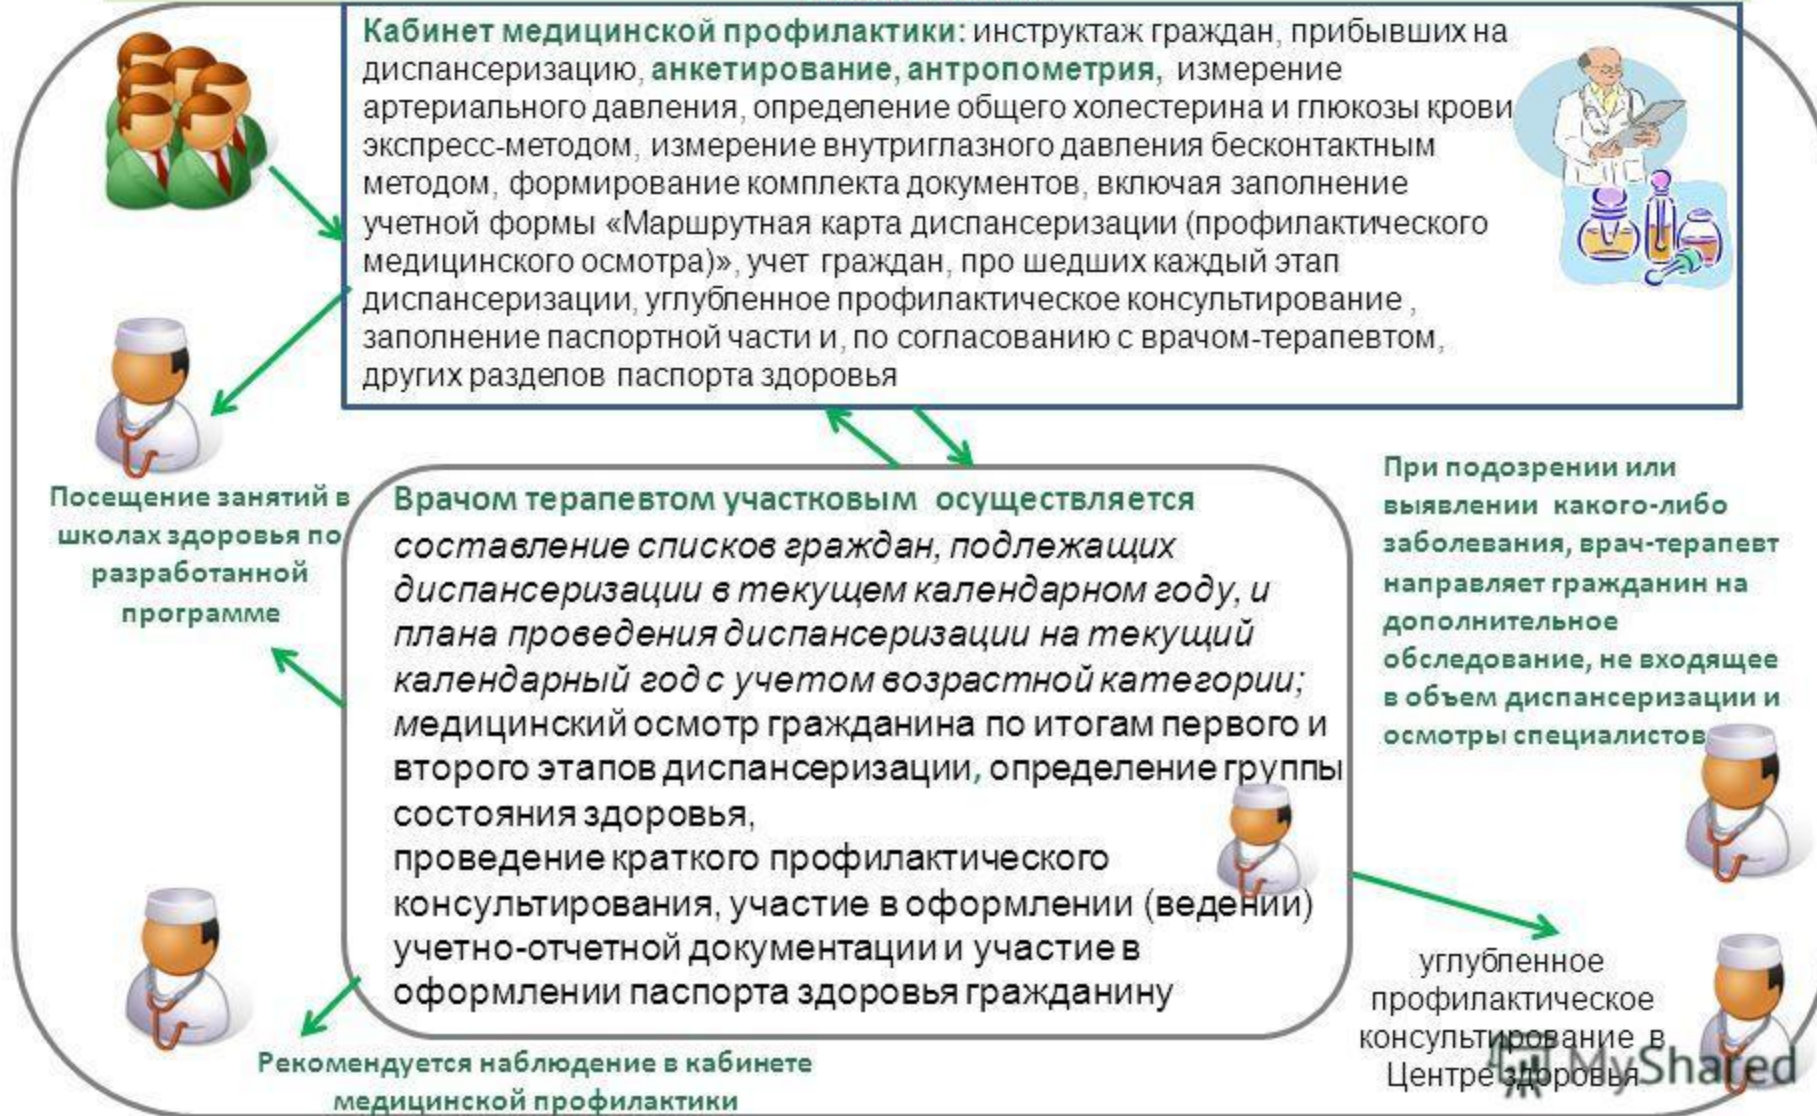 Кабинет медицинской профилактики: инструктаж граждан, прибывших на
диспансеризацию, анкетирование, антропометрия, измерение
артериального давления, определение общего холестерина и глюкозы крови
экспресс-методом, измерение внутриглазного давления бесконтактным
методом, формирование комплекта документов, включая заполнение
учетной формы «Маршрутная карта диспансеризации (профилактического
медицинского осмотра)», учет граждан, про шедших каждый этап
диспансеризации, углубленное профилактическое консультирование ,
заполнение паспортной части и, по согласованию с врачом-терапевтом,
других разделов паспорта здоровья
Посещение занятий в
школах здоровья по
разработанной
программе
Врачом терапевтом участковым осуществляется
составление списков граждан, подлежащих
диспансеризации в текущем календарном году, и
плана проведения диспансеризации на текущий
календарный год с учетом возрастной категории;
медицинский осмотр гражданина по итогам первого и
второго этапов диспансеризации, определение группы
состояния здоровья,
проведение краткого профилактического
консультирования, участие в оформлении (ведении)
учетно-отчетной документации и участие в
оформлении паспорта здоровья гражданину
При подозрении или
выявлении какого-либо
заболевания, врач-терапевт
направляет гражданин на
дополнительное
обследование, не входящее
в объем диспансеризации и
осмотры специалистов
углубленное
профилактическое
консультирование в
Центре здоровья
Рекомендуется наблюдение в кабинете
медицинской профилактики
MyShared